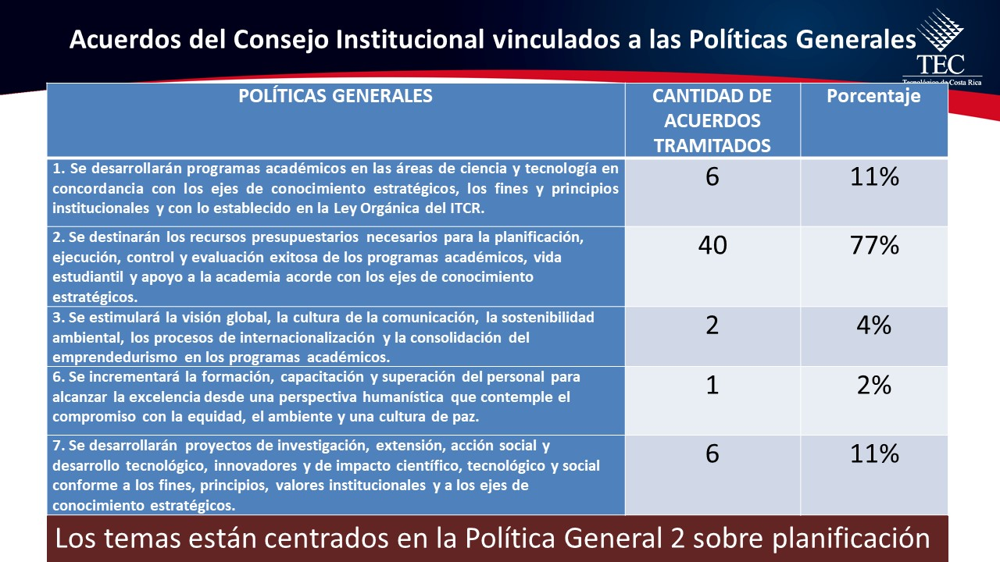 Acuerdos del Consejo Institucional vinculados a las Políticas Generales
TEC
Tecnológico de Costa Rica
POLÍTICAS GENERALES
CANTIDAD DE
ACUERDOS
TRAMITADOS
Porcentaje
1. Se desarrollarán programas académicos en las áreas de ciencia y tecnología en
concordancia con los ejes de conocimiento estratégicos, los fines y principios
institucionales y con lo establecido en la Ley Orgánica del ITCR.
6
11%
2. Se destinarán los recursos presupuestarios necesarios para la planificación,
ejecución, control y evaluación exitosa de los programas académicos, vida
estudiantil y apoyo a la academia acorde con los ejes de conocimiento
estratégicos.
40
77%
3. Se estimulará la visión global, la cultura de la comunicación, la sostenibilidad
ambiental, los procesos de internacionalización y la consolidación del
emprendedurismo en los programas académicos.
2
4%
6. Se incrementará la formación, capacitación y superación del personal para
alcanzar la excelencia desde una perspectiva humanística que contemple el
compromiso con la equidad, el ambiente y una cultura de paz.
1
2%
7. Se desarrollarán proyectos de investigación, extensión, acción social y
desarrollo tecnológico, innovadores y de impacto científico, tecnológico y social
conforme a los fines, principios, valores institucionales y a los ejes de
conocimiento estratégicos.
6
11%
Los temas están centrados en la Política General 2 sobre planificación